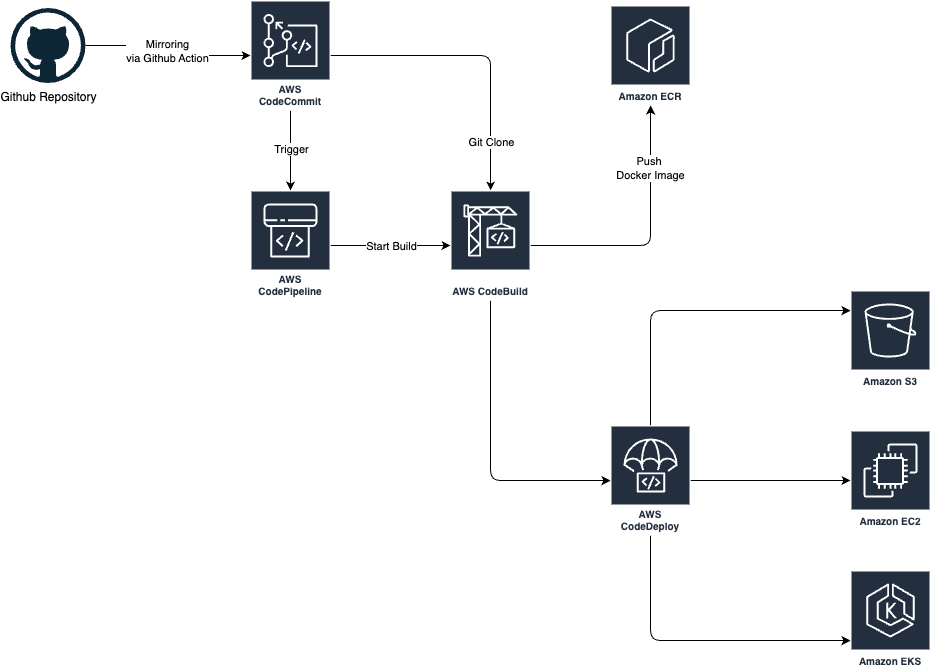 Mirroring
via Github Action
Github Repository
AWS
CodeCommit
Amazon ECR
Trigger
Git Clone
Push
Docker Image
</>
</>
</>
Start Build
AWS
CodePipeline
AWS CodeBuild
Amazon S3
</>
AWS
CodeDeploy
Amazon EC2
K
Amazon EKS